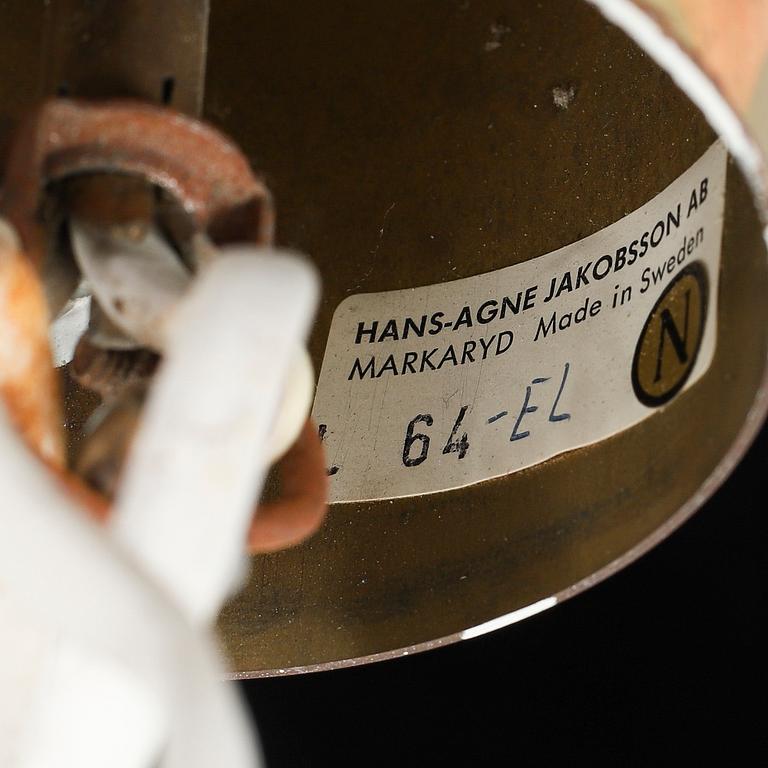 HANS-AGNE JAKOBSSON AB
MARKARYD Made in Sweden
N
L 64-EL